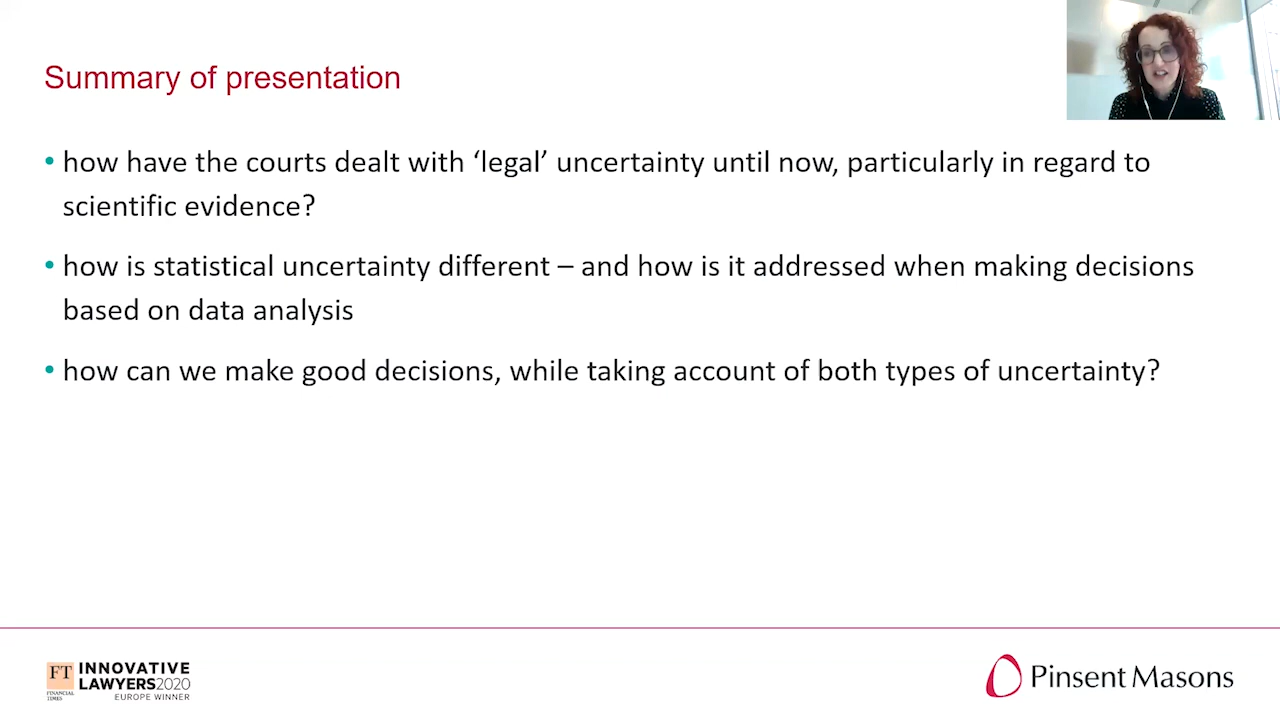 Summary of presentation
• how have the courts dealt with ‘legal’ uncertainty until now, particularly in regard to
scientific evidence?
• how is statistical uncertainty different – and how is it addressed when making decisions
based on data analysis
• how can we make good decisions, while taking account of both types of uncertainty?
FT
FINANCIAL
TIMES
INNOVATIVE
LAWYERS2020
EUROPE WINNER
Pinsent Masons